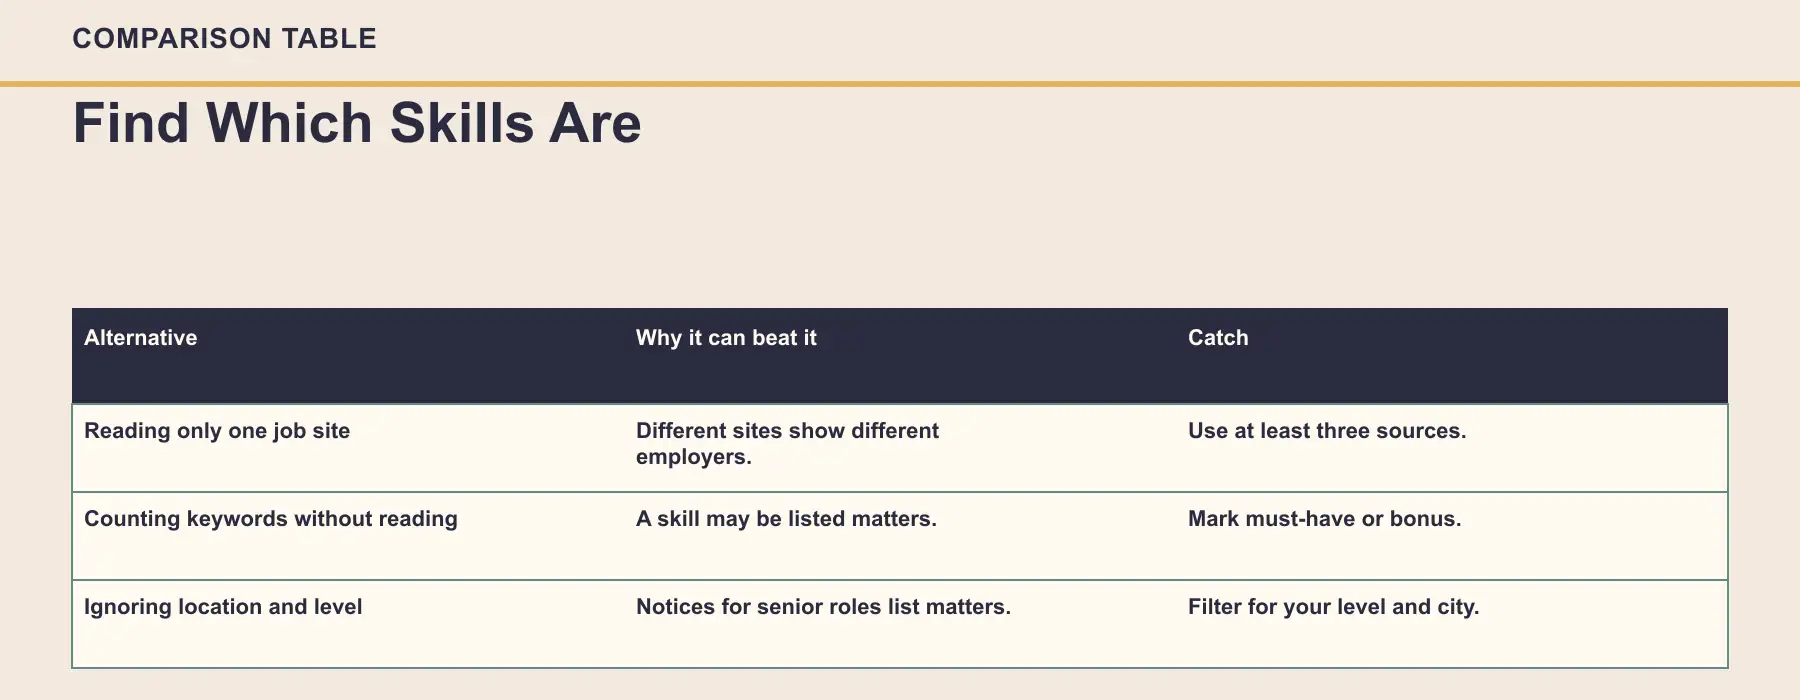 COMPARISON TABLE
Find Which Skills Are
Alternative
Why it can beat it
Catch
Reading only one job site
Different sites show different
employers.
Use at least three sources.
Counting keywords without reading
A skill may be listed matters.
Mark must-have or bonus.
Ignoring location and level
Notices for senior roles list matters.
Filter for your level and city.